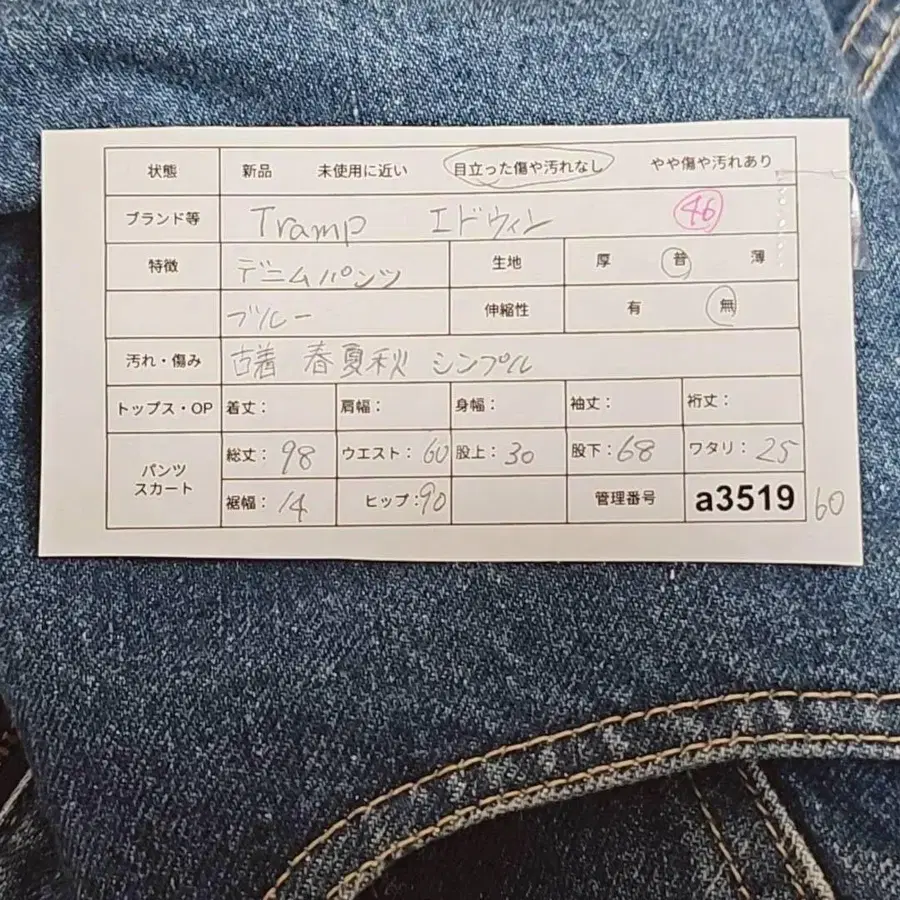 状態 新品 未使用に近い 目立った傷や汚れなし やや傷や汚れあり
ブランド等 Tramp エドウィン 46
特徴 デニムパンツ 生地 厚 普 薄
ブルー 伸縮性 有 無
汚れ・傷み 古着 春夏秋 シンプル
トップス・OP 着丈: 肩幅: 身幅: 袖丈: 裄丈:
パンツ スカート 総丈: 98 ウエスト: 60 股上: 30 股下: 68 ワタリ: 25
裾幅: 14 ヒップ: 90 管理番号 a3519 60